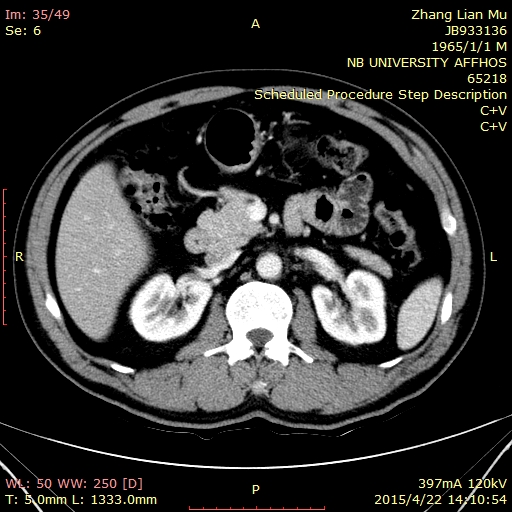 Im: 35/49
Se: 6
A
Zhang Lian Mu
JB933136
1965/1/1 M
NB UNIVERSITY AFFHOS
65218
Scheduled Procedure Step Description
C+V
C+V
R
L
WL: 50 WW: 250 [D]
T: 5.0mm L: 1333.0mm
P
397mA 120kV
2015/4/22 14:10:54